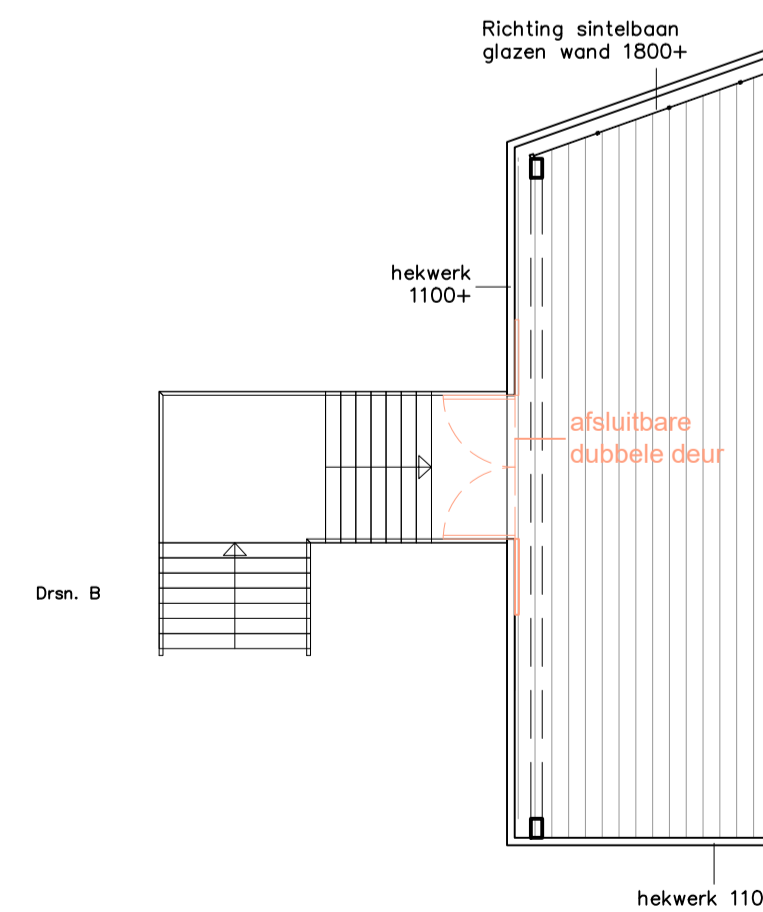 Richting sintelbaan
glazen wand 1800+
hekwerk
1100+
afsluitbare
dubbele deur
Drsn. B
hekwerk 110